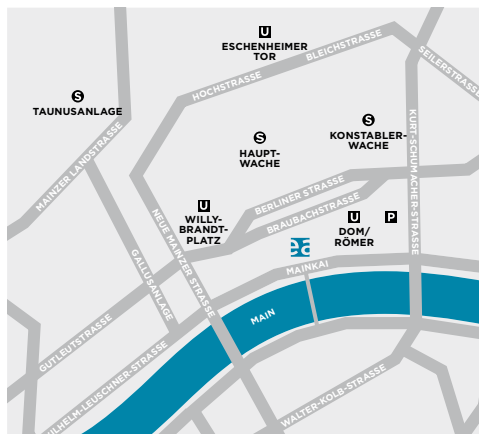 U
ESCHENHEIMER
TOR
BLEICHSTRASSE
SEILERSTRASSE
HOCHSTRASSE
S
TAUNUSANLAGE
MAINZER LANDSTRASSE
S
HAUPT-
WACHE
S
KONSTABLER-
WACHE
KURT-SCHUMACHER-STRASSE
U
WILLY-
BRANDT-
PLATZ
BERLINER STRASSE
BRAUBACHSTRASSE
U
DOM/
RÖMER
P
NEUE MAINZER STRASSE
GALLUSANLAGE
MAINKAI
MAIN
GUTLEUTSTRASSE
WILHELM-LEUSCHNER-STRASSE
WALTER-KOLB-STRASSE